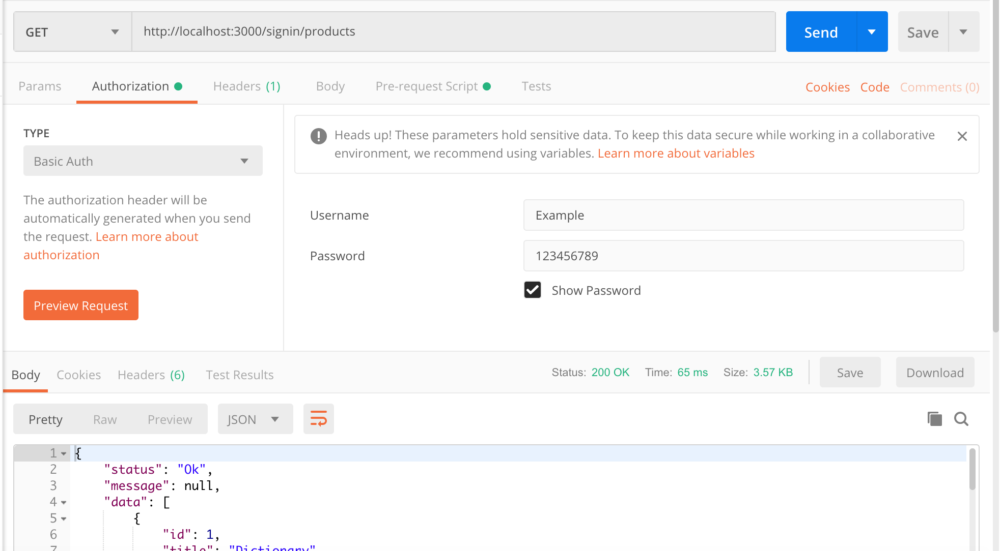 GET
http://localhost:3000/signin/products
Send
Save
Params
Authorization
Headers (1)
Body
Pre-request Script
Tests
Cookies
Code
Comments (0)
TYPE
Basic Auth
The authorization header will be
automatically generated when you send
the request. Learn more about
authorization
Preview Request
Heads up! These parameters hold sensitive data. To keep this data secure while working in a collaborative
environment, we recommend using variables. Learn more about variables
Username
Example
Password
123456789
Show Password
Body
Cookies
Headers (6)
Test Results
Status: 200 OK
Time: 65 ms
Size: 3.57 KB
Save
Download
Pretty
Raw
Preview
JSON
1 {
2 "status": "Ok",
3 "message": null,
4 "data": [
5 {
6 "id": 1,
7 "title": "Dictionary"